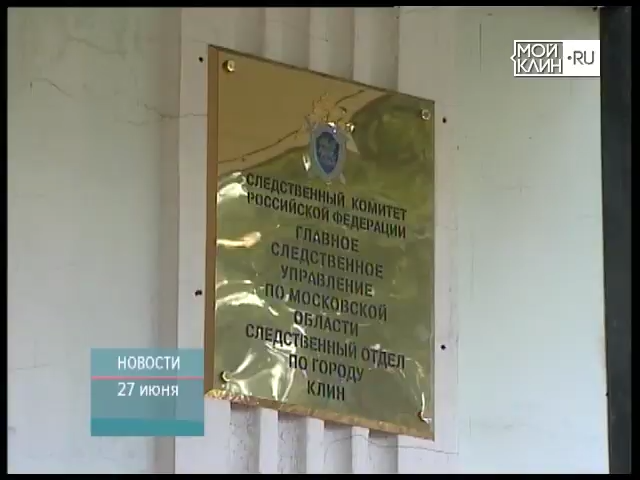 МОЙ
КЛИН.RU
СЛЕДСТВЕННЫЙ КОМИТЕТ
РОССИЙСКОЙ ФЕДЕРАЦИИ
ГЛАВНОЕ
СЛЕДСТВЕННОЕ
УПРАВЛЕНИЕ
ПО МОСКОВСКОЙ
ОБЛАСТИ
СЛЕДСТВЕННЫЙ ОТДЕЛ
ПО ГОРОДУ
КЛИН
НОВОСТИ
27 июня